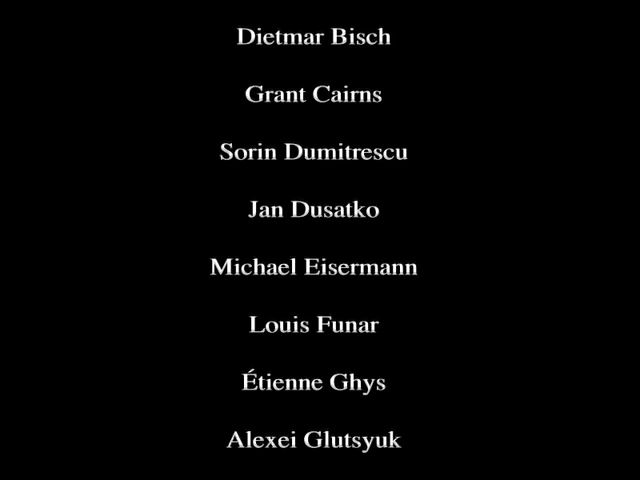 Dietmar Bisch
Grant Cairns
Sorin Dumitrescu
Jan Dusatko
Michael Eisermann
Louis Funar
Étienne Ghys
Alexei Glutsyuk